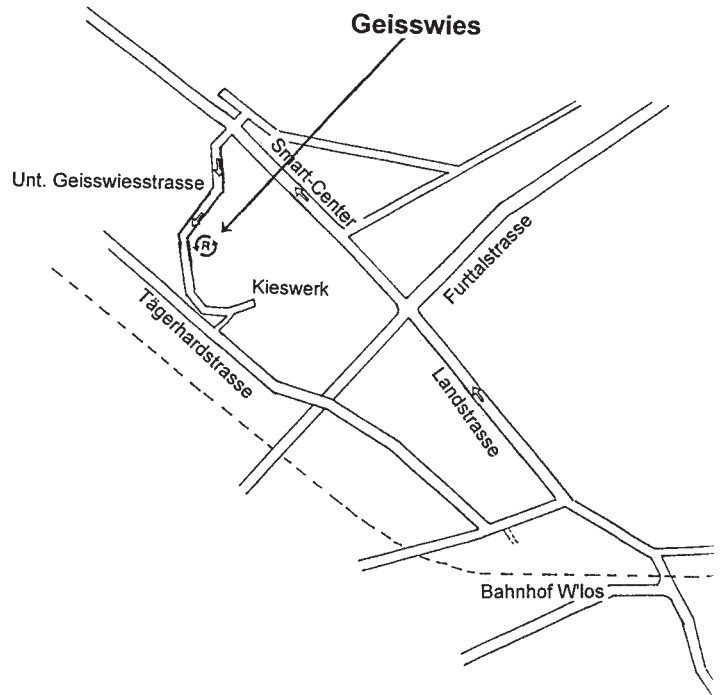 Geisswies
Smart-Center
Unt. Geisswiesstrasse
R
Furttalstrasse
Kieswerk
Tägerhardstrasse
Landstrasse
Bahnhof W'los